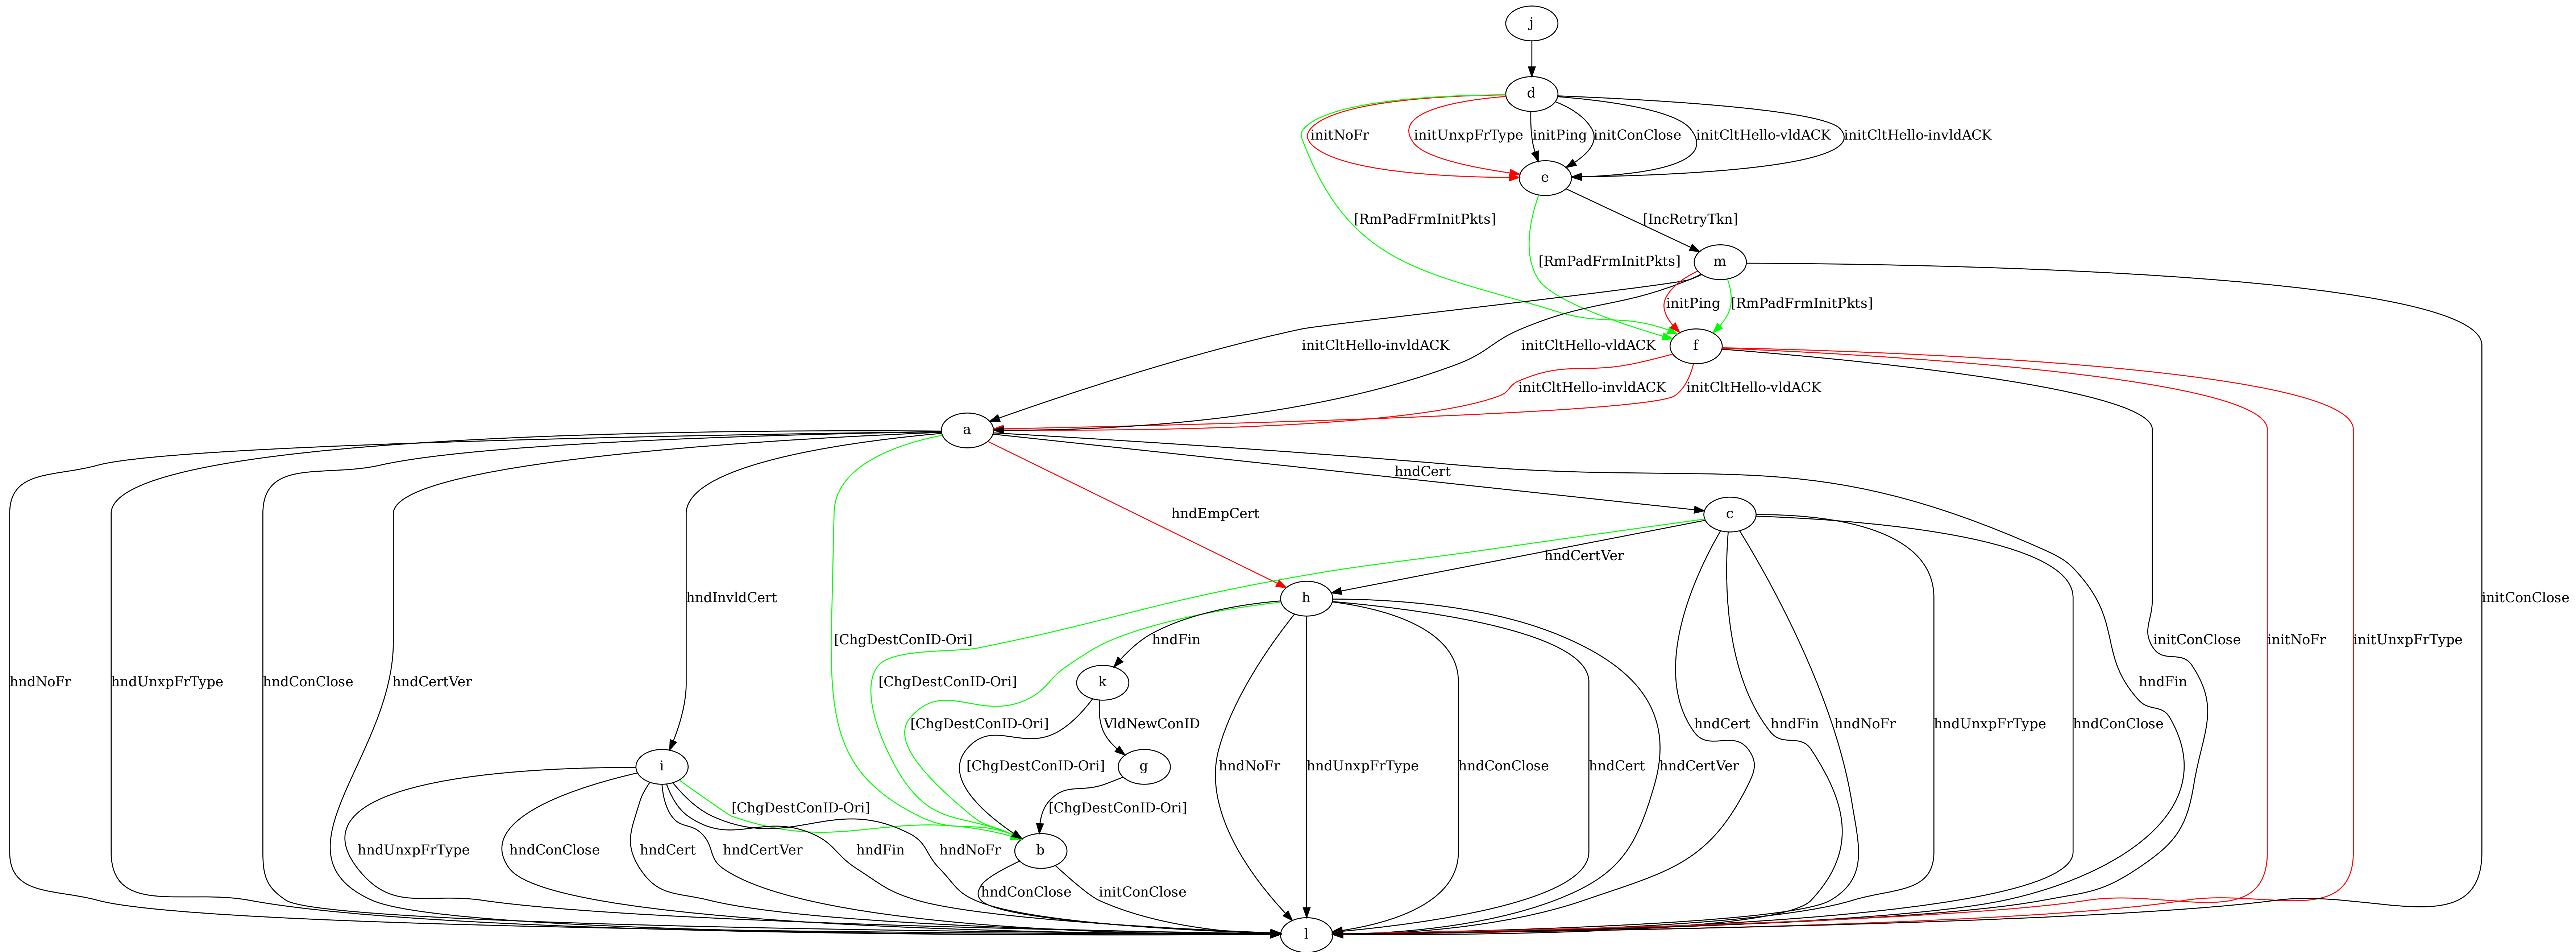 j
d
initNoFr initUnxpFrType initPing initConClose initCltHello-vldACK initCltHello-invldACK
e
[RmPadFrmInitPkts] [IncRetryTkn]
[RmPadFrmInitPkts] m
initPing [RmPadFrmInitPkts]
initCltHello-invldACK initCltHello-vldACK f
initCltHello-invldACK initCltHello-vldACK
a
hndCert
hndEmpCert c
hndCertVer
hndInvldCert h initConClose
[ChgDestConID-Ori] hndFin initConClose initNoFr initUnxpFrType
hndNoFr hndUnxpFrType hndConClose hndCertVer [ChgDestConID-Ori] k hndFin
[ChgDestConID-Ori] VldNewConID hndCert hndFin hndNoFr hndUnxpFrType hndConClose
i [ChgDestConID-Ori] g hndNoFr hndUnxpFrType hndConClose hndCert hndCertVer
[ChgDestConID-Ori] [ChgDestConID-Ori]
hndUnxpFrType hndConClose hndCert hndCertVer hndFin hndNoFr b
hndConClose initConClose
l